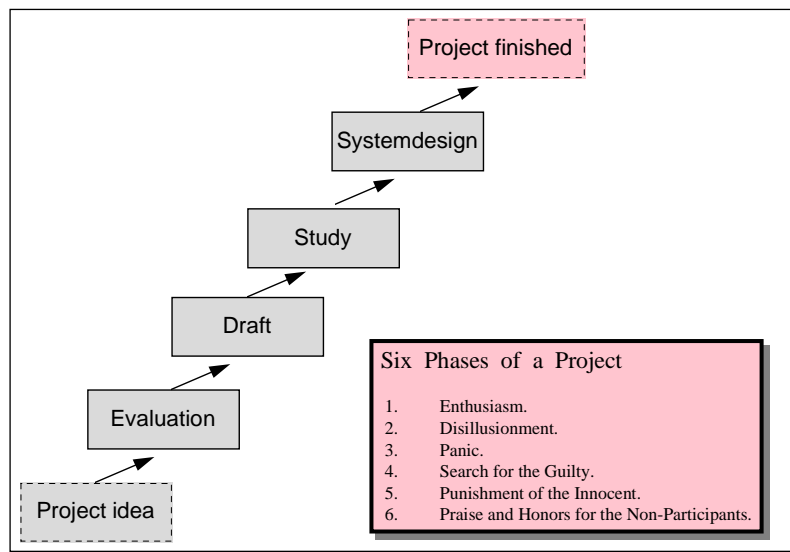 Project finished
Systemdesign
Study
Draft
Evaluation
Project idea
Six Phases of a Project
1. Enthusiasm.
2. Disillusionment.
3. Panic.
4. Search for the Guilty.
5. Punishment of the Innocent.
6. Praise and Honors for the Non-Participants.